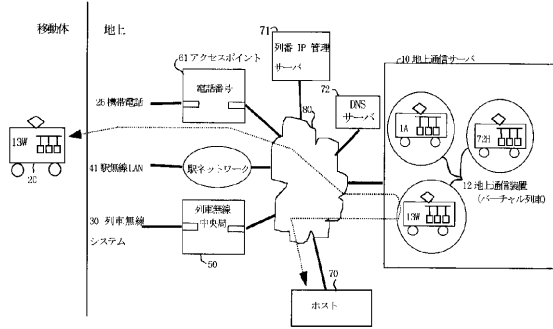 移動体
地上
61 アクセスポイント
電話番号
26 携帯電話
13W
20
41 駅無線LAN
駅ネットワーク
30 列車無線
システム
列車無線
中央局
50
71
列番 IP 管理
サーバ
72
DNS
サーバ
80
10 地上通信サーバ
1A
72H
12 地上通信装置
(バーチャル列車)
13W
70
ホスト